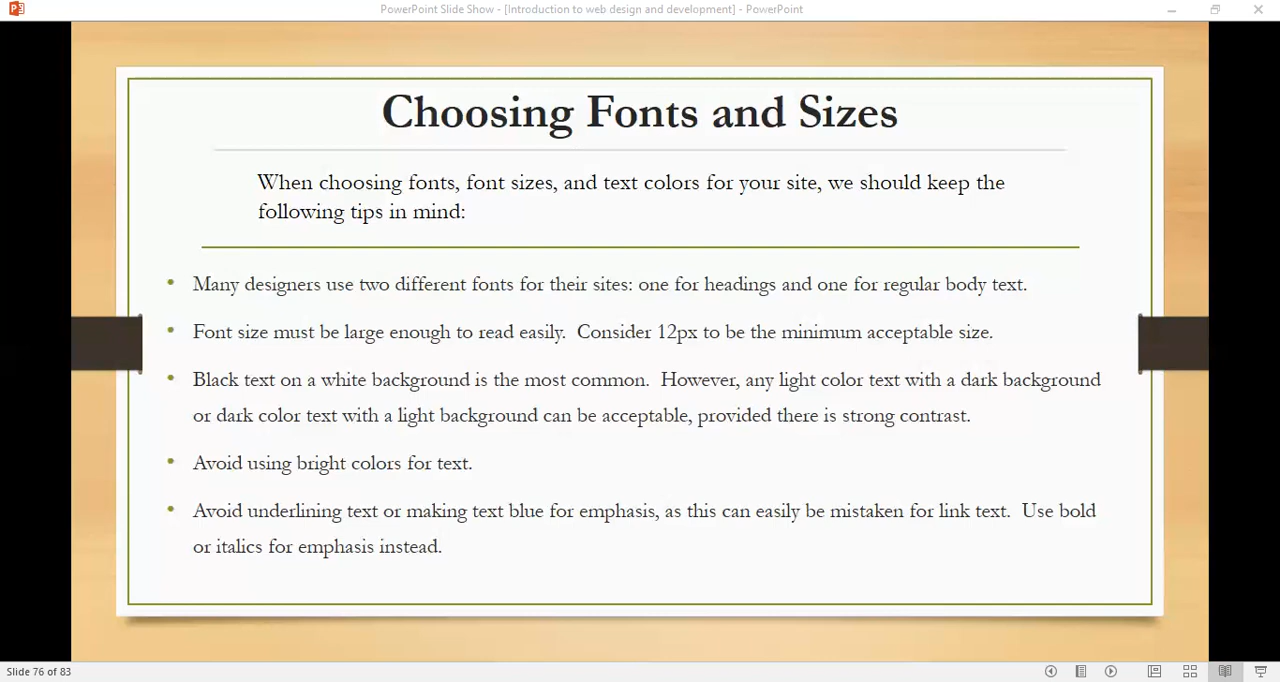 PowerPoint Slide Show - [Introduction to web design and development] - PowerPoint
Choosing Fonts and Sizes
When choosing fonts, font sizes, and text colors for your site, we should keep the
following tips in mind:
• Many designers use two different fonts for their sites: one for headings and one for regular body text.
• Font size must be large enough to read easily.  Consider 12px to be the minimum acceptable size.
• Black text on a white background is the most common.  However, any light color text with a dark background
or dark color text with a light background can be acceptable, provided there is strong contrast.
• Avoid using bright colors for text.
• Avoid underlining text or making text blue for emphasis, as this can easily be mistaken for link text.  Use bold
or italics for emphasis instead.
Slide 76 of 83